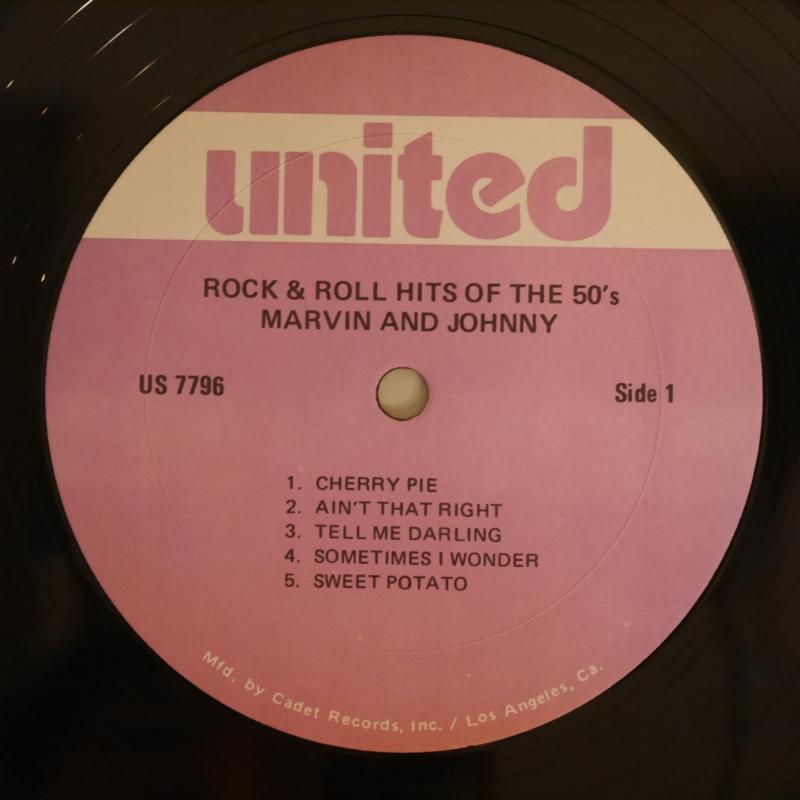 united
ROCK & ROLL HITS OF THE 50's
MARVIN AND JOHNNY
US 7796
Side 1
1. CHERRY PIE
2. AIN'T THAT RIGHT
3. TELL ME DARLING
4. SOMETIMES I WONDER
5. SWEET POTATO
Mfd. by Cadet Records, Inc. / Los Angeles, Ca.